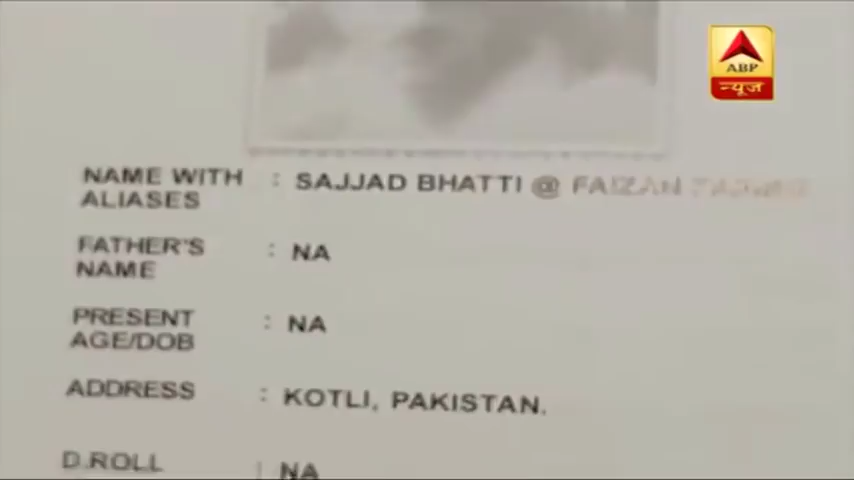 ABP
न्यूज़
NAME WITH : SAJJAD BHATTI @ FAIZAN
ALIASES
FATHER'S : NA
NAME
PRESENT : NA
AGE/DOB
ADDRESS : KOTLI, PAKISTAN.
D.ROLL : NA